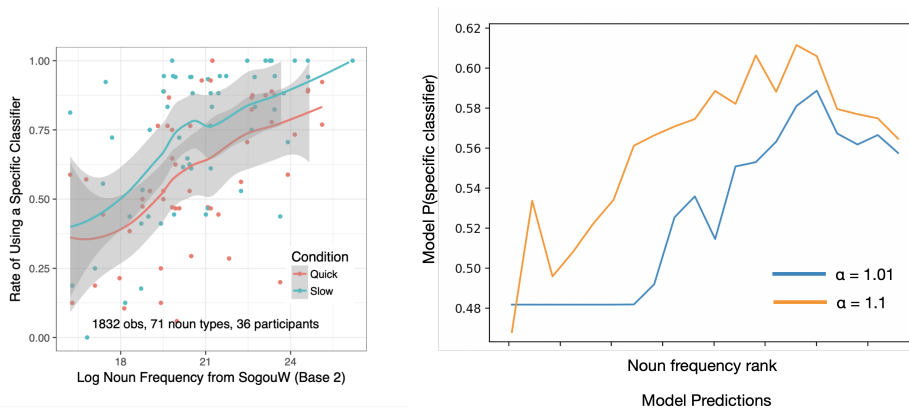 Rate of Using a Specific Classifier
1.00
0.75
0.50
0.25
0.00
Condition
Quick
Slow
1832 obs, 71 noun types, 36 participants
18
21
24
Log Noun Frequency from SogouW (Base 2)
Model P(specific classifier)
0.62
0.60
0.58
0.56
0.54
0.52
0.50
0.48
α = 1.01
α = 1.1
Noun frequency rank
Model Predictions